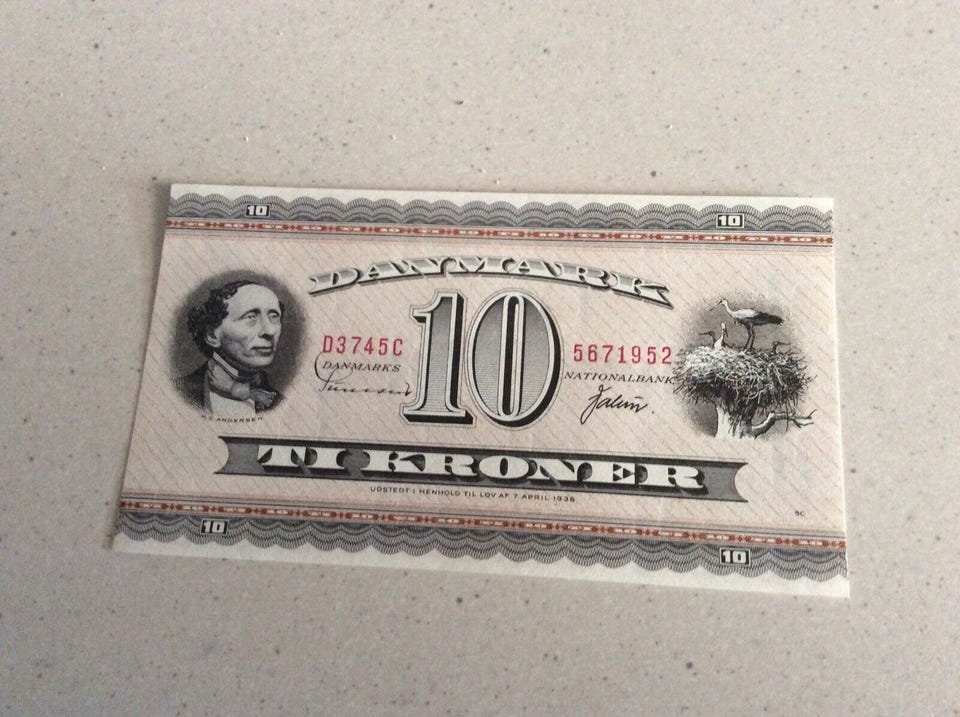 10 10
DANMARK
10
D3745C 5671952
DANMARKS NATIONALBANK
H.C. ANDERSEN
TI KRONER
UDSTEDT I HENHOLD TIL LOV AF 7 APRIL 1936
5C
10 10